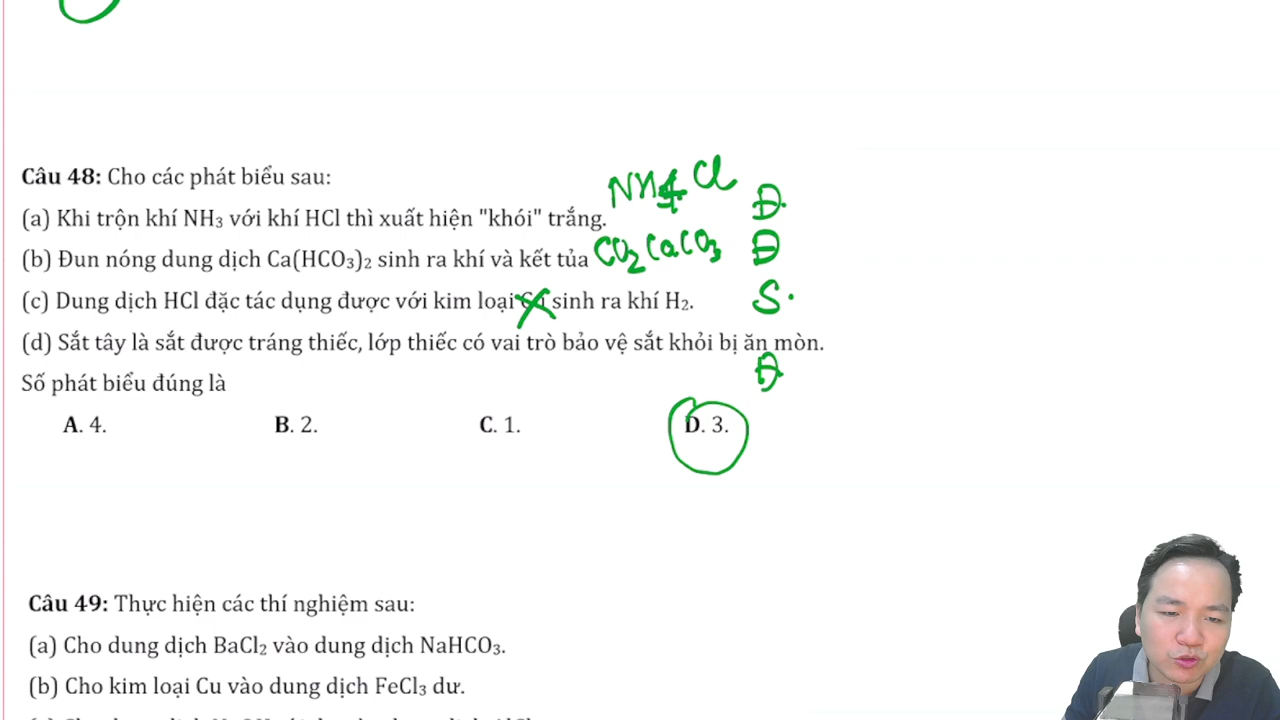 Câu 48: Cho các phát biểu sau:
NH4Cl
(a) Khi trộn khí NH₃ với khí HCl thì xuất hiện "khói" trắng. Đ
(b) Đun nóng dung dịch Ca(HCO₃)₂ sinh ra khí và kết tủa CO₂ CaCO₃ Đ
(c) Dung dịch HCl đặc tác dụng được với kim loại sinh ra khí H₂. S.
(d) Sắt tây là sắt được tráng thiếc, lớp thiếc có vai trò bảo vệ sắt khỏi bị ăn mòn.
Đ
Số phát biểu đúng là
A. 4. B. 2. C. 1. D. 3.
Câu 49: Thực hiện các thí nghiệm sau:
(a) Cho dung dịch BaCl₂ vào dung dịch NaHCO₃.
(b) Cho kim loại Cu vào dung dịch FeCl₃ dư.